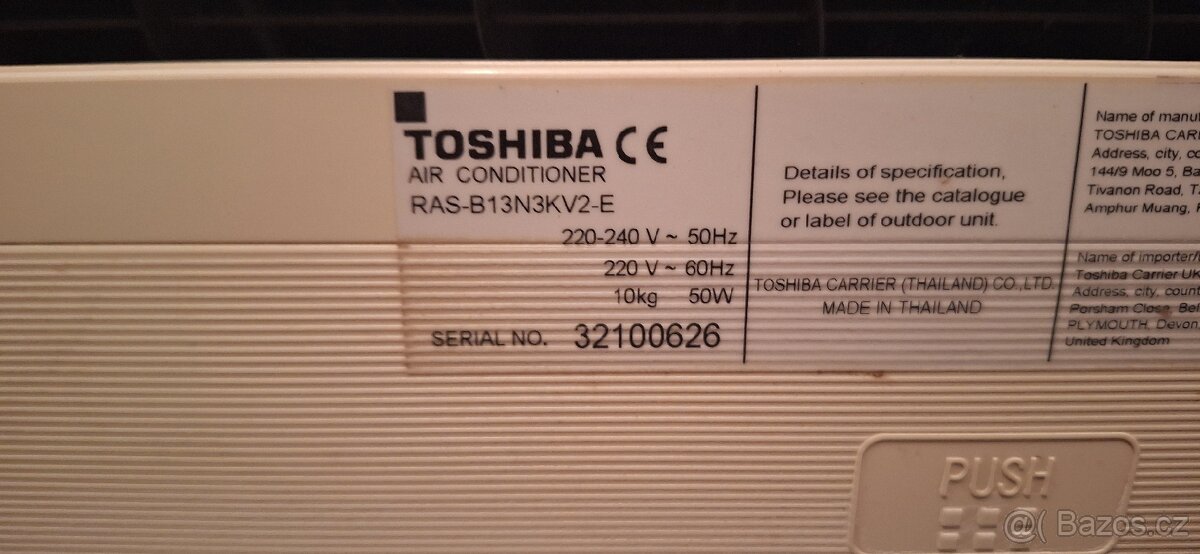 TOSHIBA CE
AIR CONDITIONER
RAS-B13N3KV2-E
220-240 V ~ 50Hz
220 V ~ 60Hz
10kg 50W
SERIAL NO. 32100626
Details of specification,
Please see the catalogue
or label of outdoor unit.
TOSHIBA CARRIER (THAILAND) CO.,LTD.
MADE IN THAILAND
Name of manuf
TOSHIBA CARR
Address, city, co
144/9 Moo 5, Ba
Tivanon Road, T
Amphur Muang,
Name of importer/
Toshiba Carrier UK
Address, city, count
Porsham Close, Bel
PLYMOUTH, Devon,
United Kingdom
PUSH
@( Bazos.cz